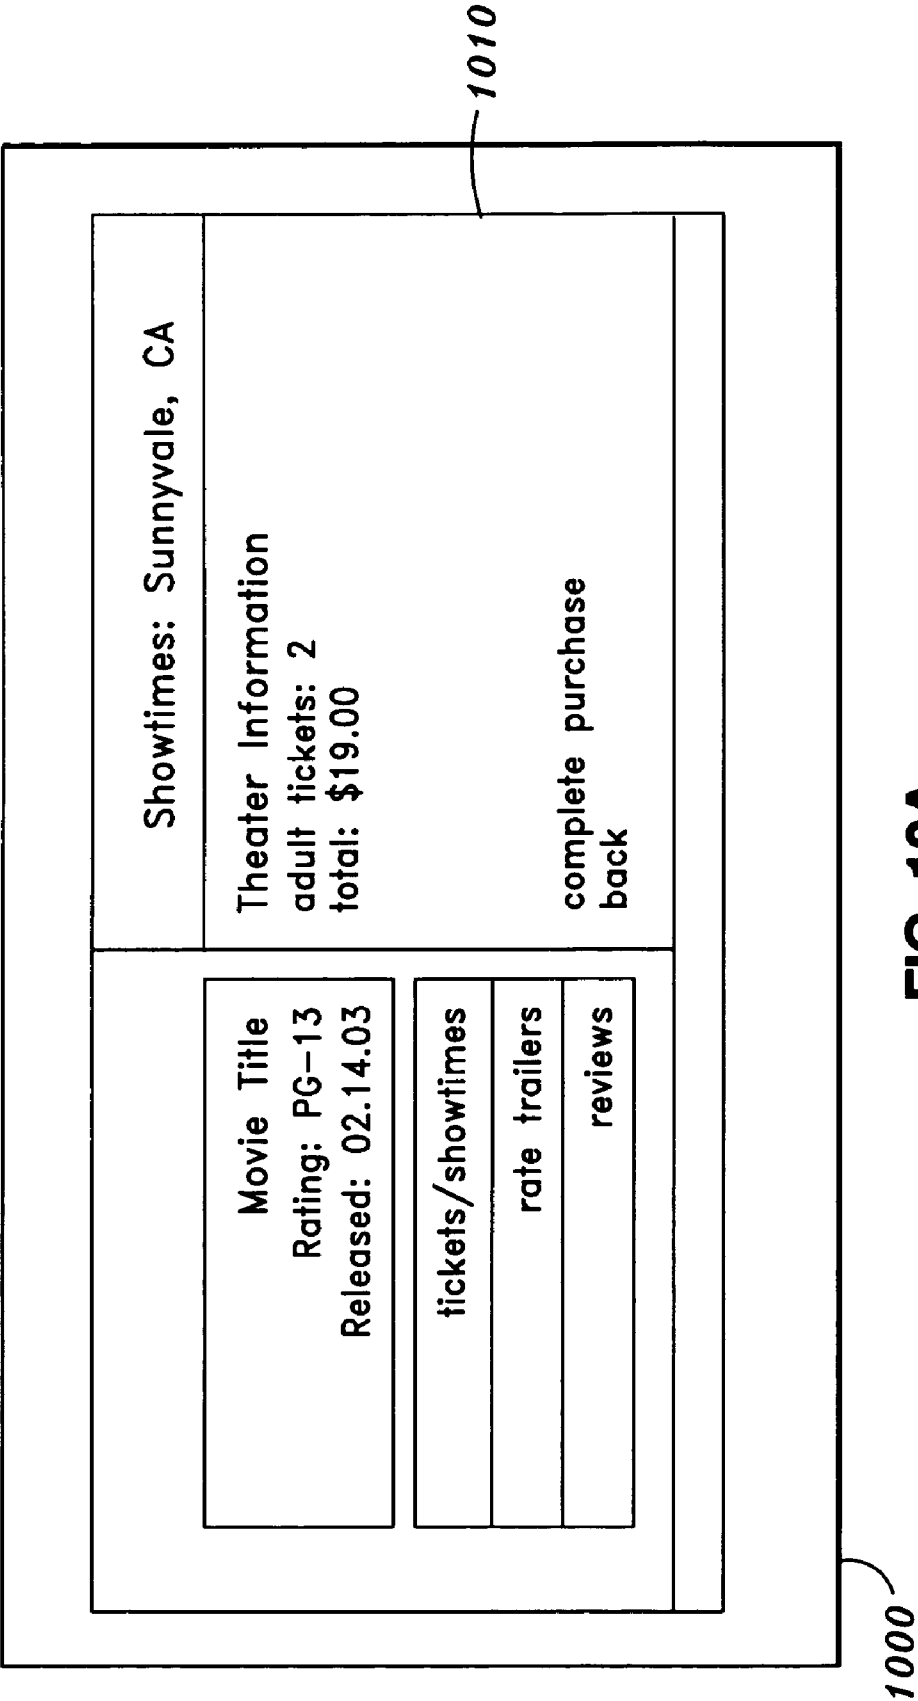 Showtimes: Sunnyvale, CA
Movie Title
Rating: PG-13
Released: 02.14.03
tickets/showtimes
rate trailers
reviews
Theater Information
adult tickets: 2
total: $19.00
complete purchase
back
1010
1000